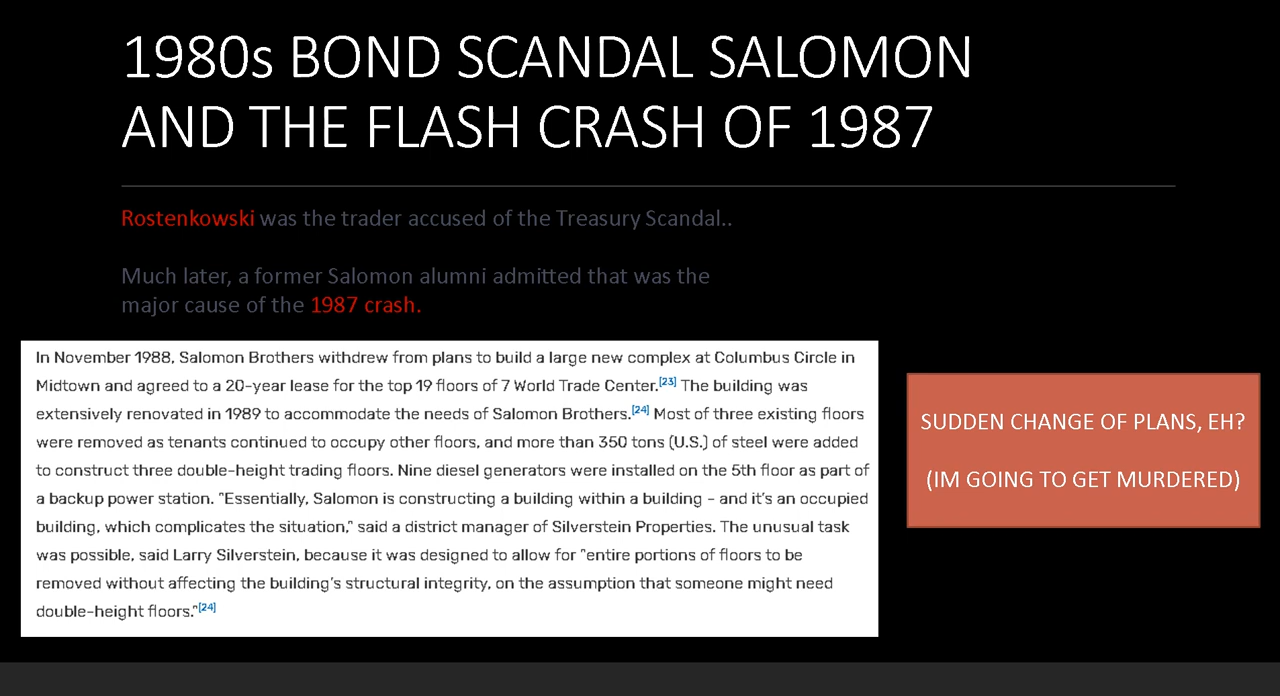 1980s BOND SCANDAL SALOMON
AND THE FLASH CRASH OF 1987
Rostenkowski was the trader accused of the Treasury Scandal..
Much later, a former Salomon alumni admitted that was the
major cause of the 1987 crash.
In November 1988, Salomon Brothers withdrew from plans to build a large new complex at Columbus Circle in
Midtown and agreed to a 20-year lease for the top 19 floors of 7 World Trade Center.[23] The building was
extensively renovated in 1989 to accommodate the needs of Salomon Brothers.[24] Most of three existing floors
were removed as tenants continued to occupy other floors, and more than 350 tons (U.S.) of steel were added
to construct three double-height trading floors. Nine diesel generators were installed on the 5th floor as part of
a backup power station. "Essentially, Salomon is constructing a building within a building – and it's an occupied
building, which complicates the situation," said a district manager of Silverstein Properties. The unusual task
was possible, said Larry Silverstein, because it was designed to allow for "entire portions of floors to be
removed without affecting the building's structural integrity, on the assumption that someone might need
double-height floors."[24]
SUDDEN CHANGE OF PLANS, EH?
(IM GOING TO GET MURDERED)